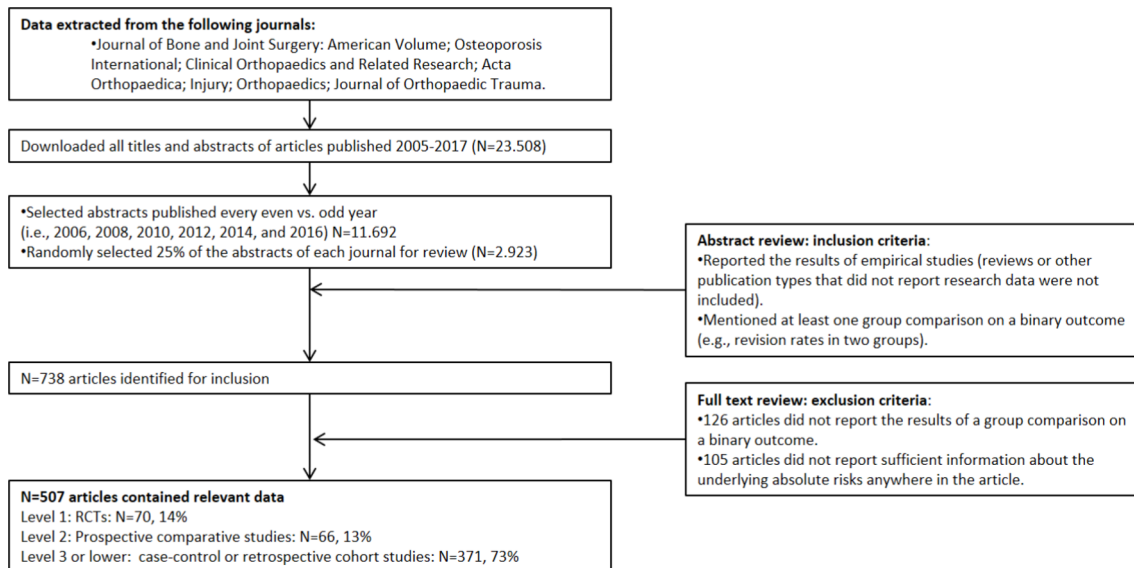 Data extracted from the following journals:
•Journal of Bone and Joint Surgery: American Volume; Osteoporosis
International; Clinical Orthopaedics and Related Research; Acta
Orthopaedica; Injury; Orthopaedics; Journal of Orthopaedic Trauma.
Downloaded all titles and abstracts of articles published 2005-2017 (N=23.508)
•Selected abstracts published every even vs. odd year
(i.e., 2006, 2008, 2010, 2012, 2014, and 2016) N=11.692
•Randomly selected 25% of the abstracts of each journal for review (N=2.923)
Abstract review: inclusion criteria:
•Reported the results of empirical studies (reviews or other
publication types that did not report research data were not
included).
•Mentioned at least one group comparison on a binary outcome
(e.g., revision rates in two groups).
N=738 articles identified for inclusion
Full text review: exclusion criteria:
•126 articles did not report the results of a group comparison on
a binary outcome.
•105 articles did not report sufficient information about the
underlying absolute risks anywhere in the article.
N=507 articles contained relevant data
Level 1: RCTs: N=70, 14%
Level 2: Prospective comparative studies: N=66, 13%
Level 3 or lower: case-control or retrospective cohort studies: N=371, 73%